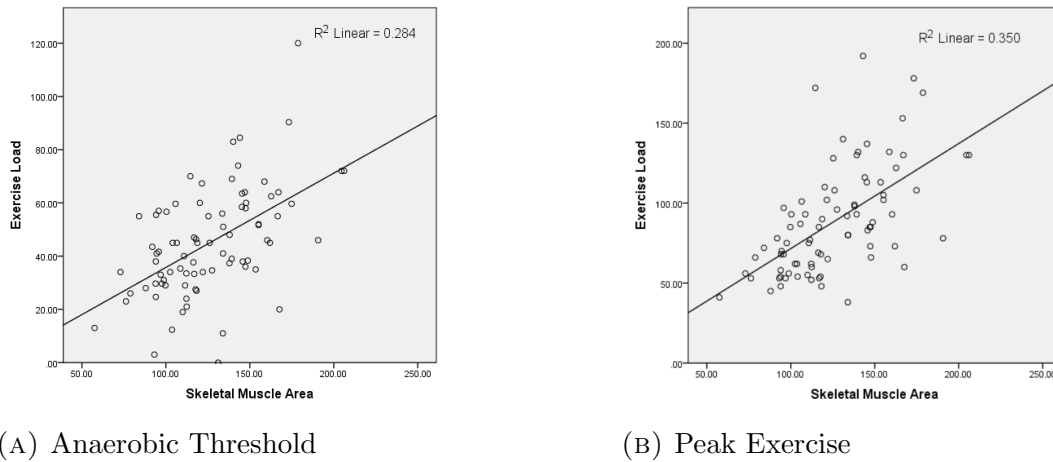 R2 Linear = 0.284
120.00
100.00
80.00
60.00
40.00
20.00
.00
Exercise Load
50.00 100.00 150.00 200.00 250.00
Skeletal Muscle Area
R2 Linear = 0.350
200.00
150.00
100.00
50.00
.00
Exercise Load
50.00 100.00 150.00 200.00 250.00
Skeletal Muscle Area
(A) Anaerobic Threshold
(B) Peak Exercise